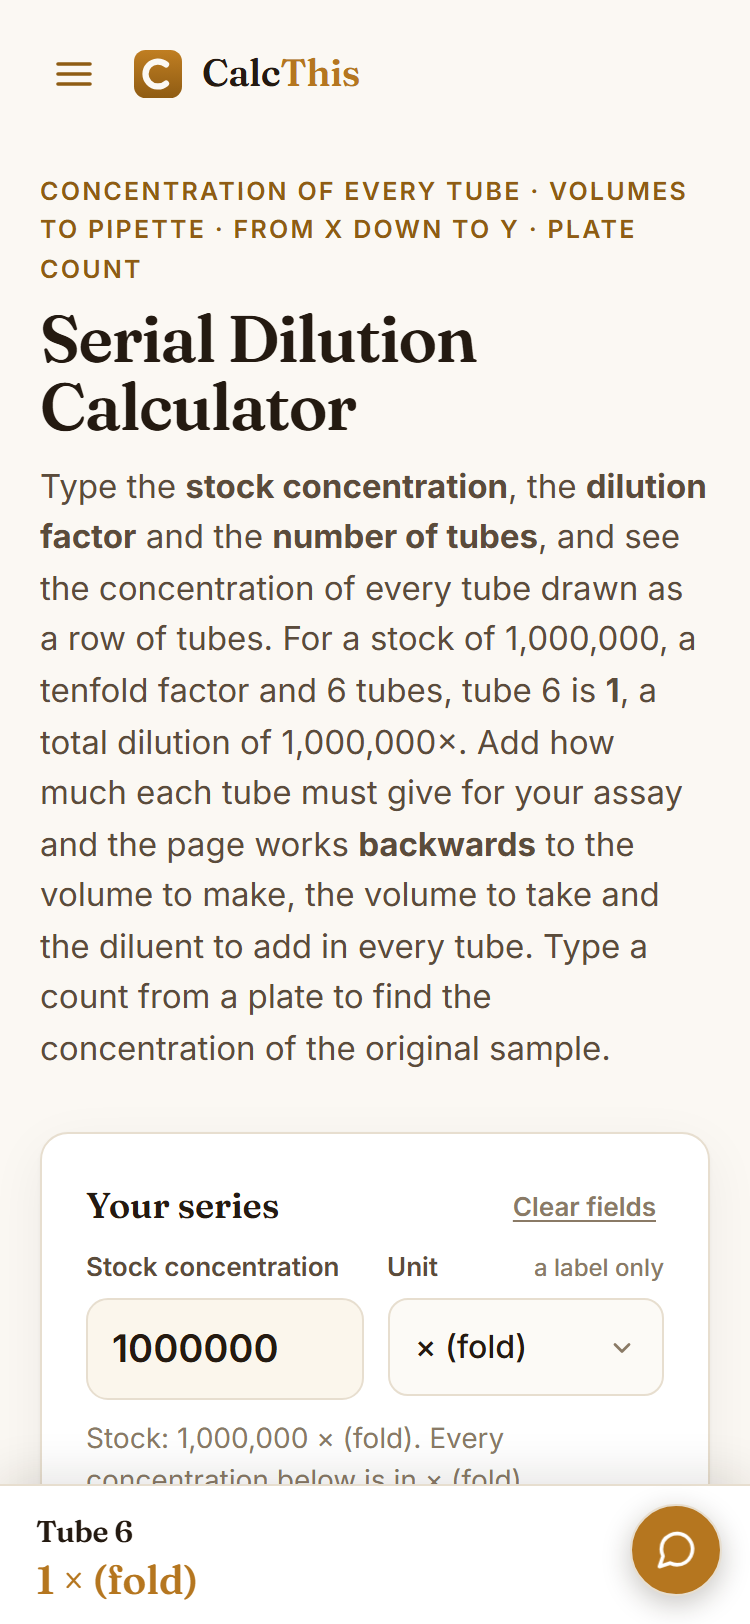 CalcThis
CONCENTRATION OF EVERY TUBE · VOLUMES
TO PIPETTE · FROM X DOWN TO Y · PLATE
COUNT
Serial Dilution
Calculator
Type the stock concentration, the dilution
factor and the number of tubes, and see
the concentration of every tube drawn as
a row of tubes. For a stock of 1,000,000, a
tenfold factor and 6 tubes, tube 6 is 1, a
total dilution of 1,000,000×. Add how
much each tube must give for your assay
and the page works backwards to the
volume to make, the volume to take and
the diluent to add in every tube. Type a
count from a plate to find the
concentration of the original sample.
Your series Clear fields
Stock concentration Unit a label only
1000000 × (fold)
Stock: 1,000,000 × (fold). Every
concentration below is in × (fold)
Tube 6
1 × (fold)